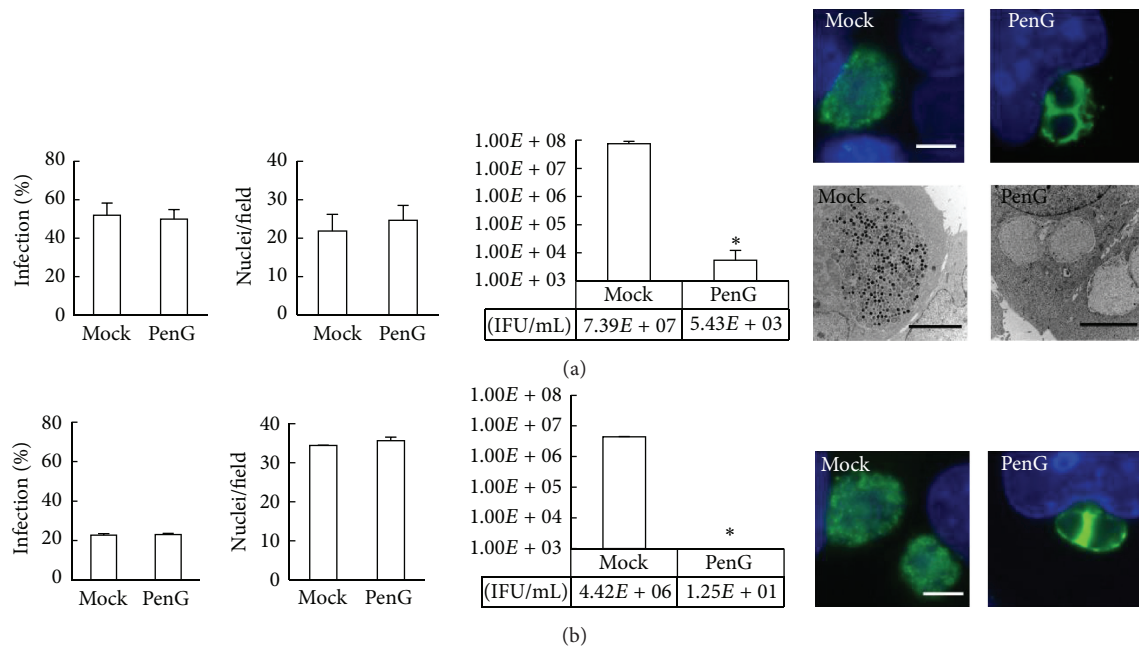 Mock
PenG
80
60
40
20
0
Infection (%)
Mock PenG
40
30
20
10
0
Nuclei/field
Mock PenG
1.00E + 08
1.00E + 07
1.00E + 06
1.00E + 05
1.00E + 04
1.00E + 03
*
Mock PenG
(IFU/mL) 7.39E + 07 5.43E + 03
Mock
PenG
(a)
80
60
40
20
0
Infection (%)
Mock PenG
40
30
20
10
0
Nuclei/field
Mock PenG
1.00E + 08
1.00E + 07
1.00E + 06
1.00E + 05
1.00E + 04
1.00E + 03
*
Mock PenG
(IFU/mL) 4.42E + 06 1.25E + 01
Mock
PenG
(b)